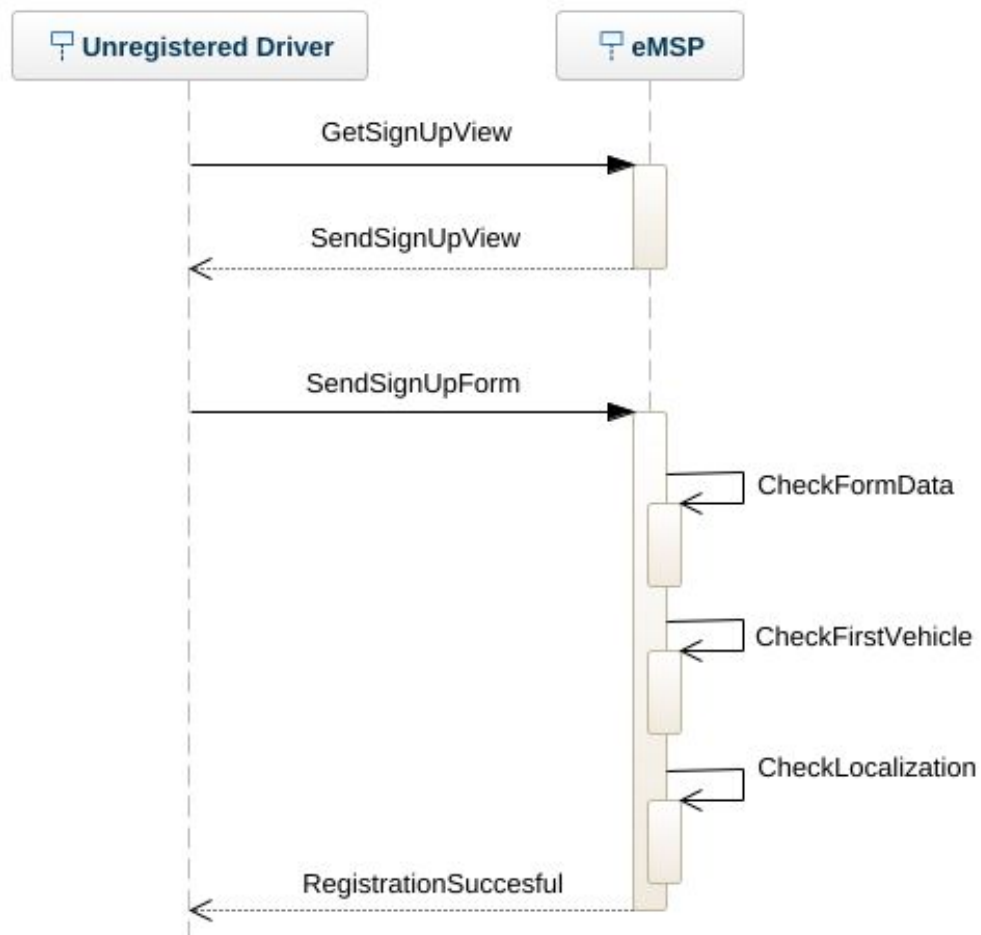 Unregistered Driver
eMSP
GetSignUpView
SendSignUpView
SendSignUpForm
CheckFormData
CheckFirstVehicle
CheckLocalization
RegistrationSuccesful